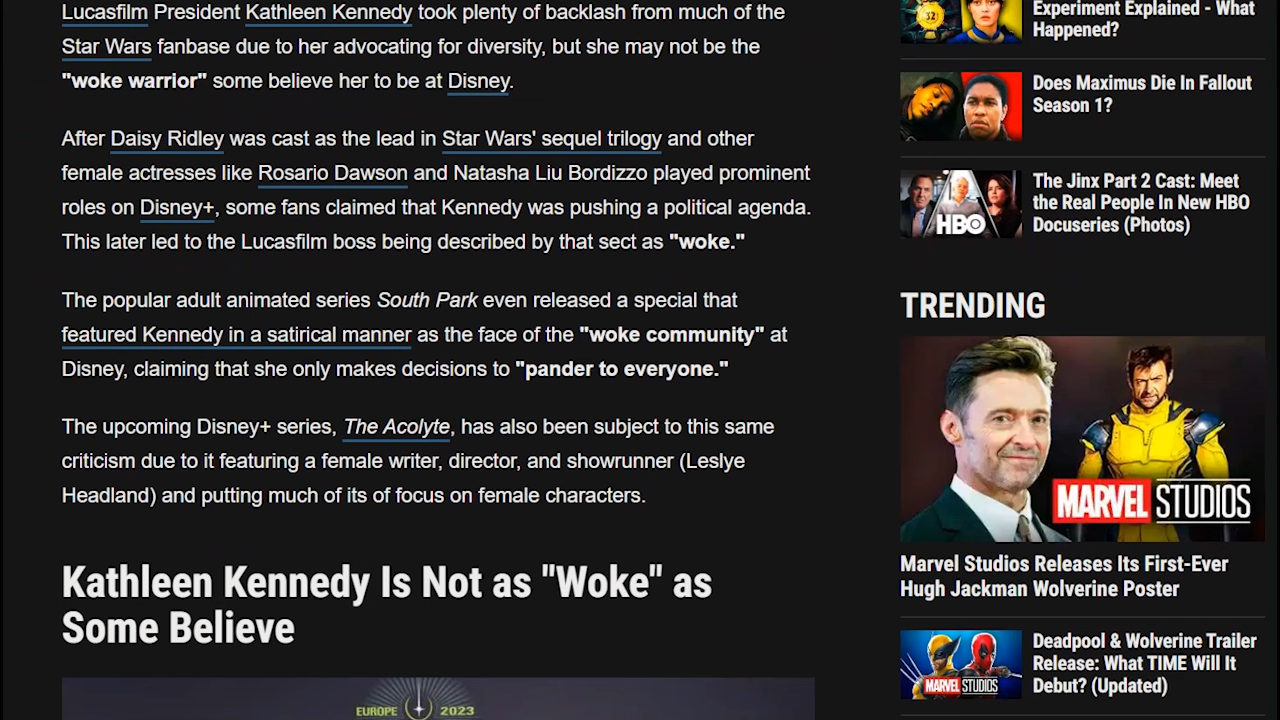 Lucasfilm President Kathleen Kennedy took plenty of backlash from much of the
Star Wars fanbase due to her advocating for diversity, but she may not be the
"woke warrior" some believe her to be at Disney.
After Daisy Ridley was cast as the lead in Star Wars' sequel trilogy and other
female actresses like Rosario Dawson and Natasha Liu Bordizzo played prominent
roles on Disney+, some fans claimed that Kennedy was pushing a political agenda.
This later led to the Lucasfilm boss being described by that sect as "woke."
The popular adult animated series South Park even released a special that
featured Kennedy in a satirical manner as the face of the "woke community" at
Disney, claiming that she only makes decisions to "pander to everyone."
The upcoming Disney+ series, The Acolyte, has also been subject to this same
criticism due to it featuring a female writer, director, and showrunner (Leslye
Headland) and putting much of its of focus on female characters.
Kathleen Kennedy Is Not as "Woke" as
Some Believe
EUROPE 2023
32
Experiment Explained - What
Happened?
Does Maximus Die In Fallout
Season 1?
HBO
The Jinx Part 2 Cast: Meet
the Real People In New HBO
Docuseries (Photos)
TRENDING
MARVEL STUDIOS
Marvel Studios Releases Its First-Ever
Hugh Jackman Wolverine Poster
MARVEL STUDIOS
Deadpool & Wolverine Trailer
Release: What TIME Will It
Debut? (Updated)